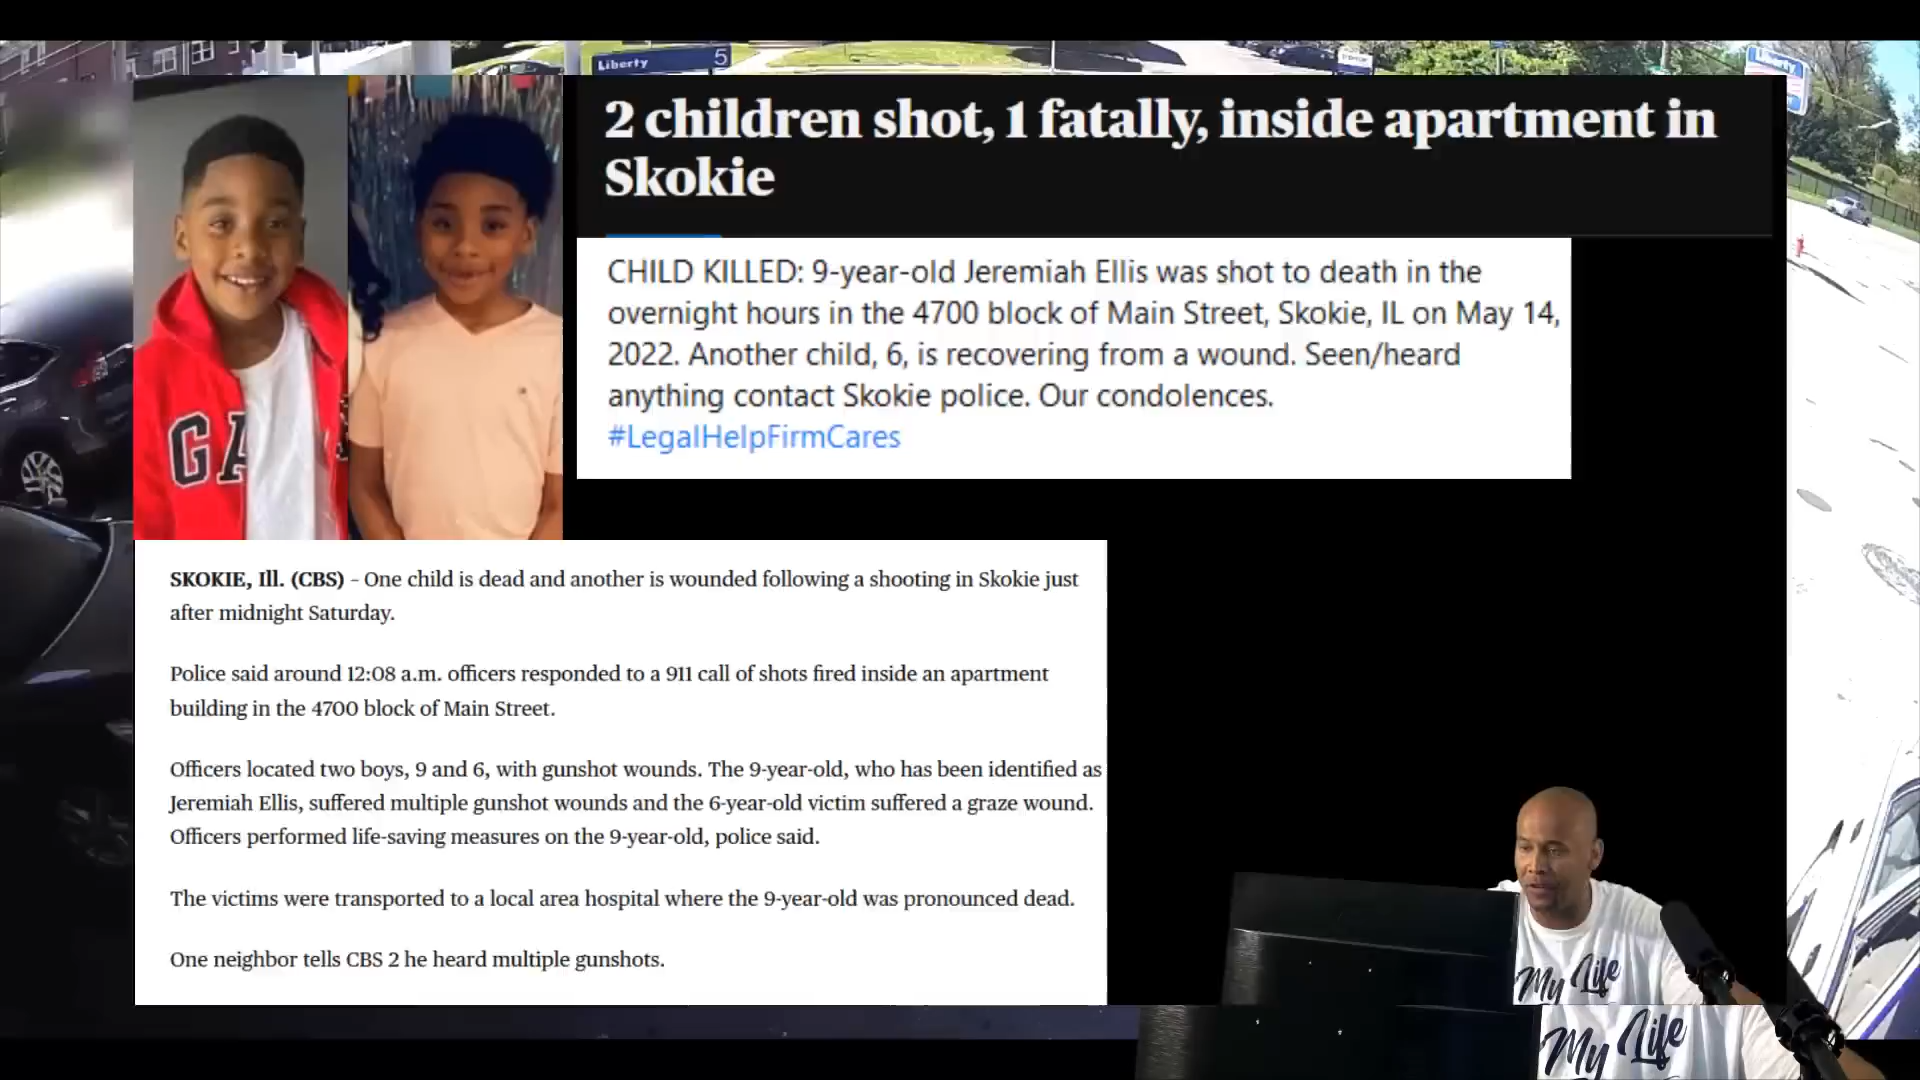 Liberty 5
Liberty
2 children shot, 1 fatally, inside apartment in
Skokie
CHILD KILLED: 9-year-old Jeremiah Ellis was shot to death in the
overnight hours in the 4700 block of Main Street, Skokie, IL on May 14,
2022. Another child, 6, is recovering from a wound. Seen/heard
anything contact Skokie police. Our condolences.
#LegalHelpFirmCares
GA
SKOKIE, Ill. (CBS) – One child is dead and another is wounded following a shooting in Skokie just
after midnight Saturday.
Police said around 12:08 a.m. officers responded to a 911 call of shots fired inside an apartment
building in the 4700 block of Main Street.
Officers located two boys, 9 and 6, with gunshot wounds. The 9-year-old, who has been identified as
Jeremiah Ellis, suffered multiple gunshot wounds and the 6-year-old victim suffered a graze wound.
Officers performed life-saving measures on the 9-year-old, police said.
The victims were transported to a local area hospital where the 9-year-old was pronounced dead.
One neighbor tells CBS 2 he heard multiple gunshots.
My Life
My Life